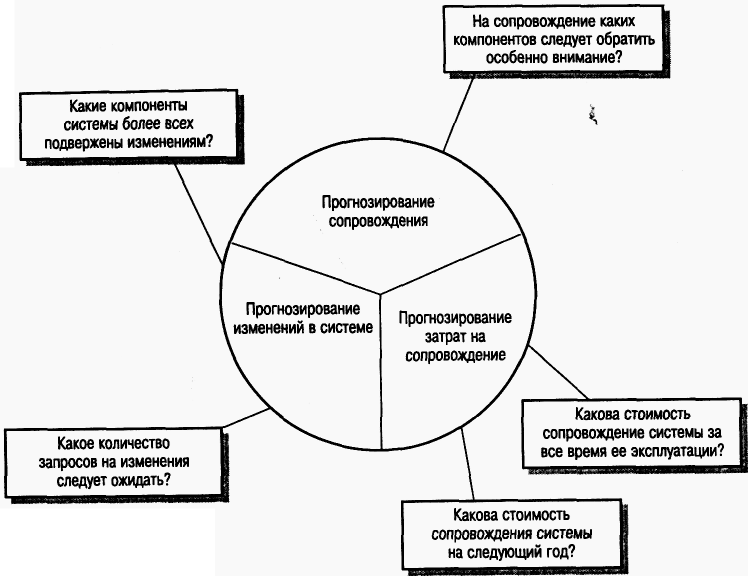 На сопровождение каких
компонентов следует обратить
особенно внимание?
Какие компоненты
системы более всех
подвержены изменениям?
Прогнозирование
сопровождения
Прогнозирование
изменений в системе
Прогнозирование
затрат на
сопровождение
Какова стоимость
сопровождение системы за
все время ее эксплуатации?
Какое количество
запросов на изменения
следует ожидать?
Какова стоимость
сопровождения системы
на следующий год?